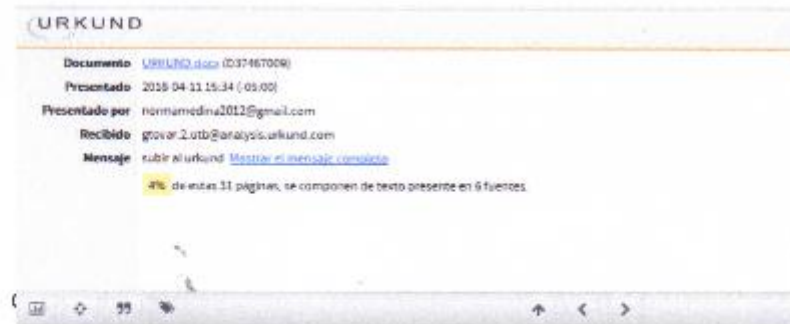 URKUND
Documento URKUND.docx (D37467009)
Presentado 2018-04-11 15:34 (-05:00)
Presentado por normamedina2012@gmail.com
Recibido gtovar.2.utb@analysis.urkund.com
Mensaje subir al urkund Mostrar el mensaje completo
4% de estas 31 páginas, se componen de texto presente en 6 fuentes.